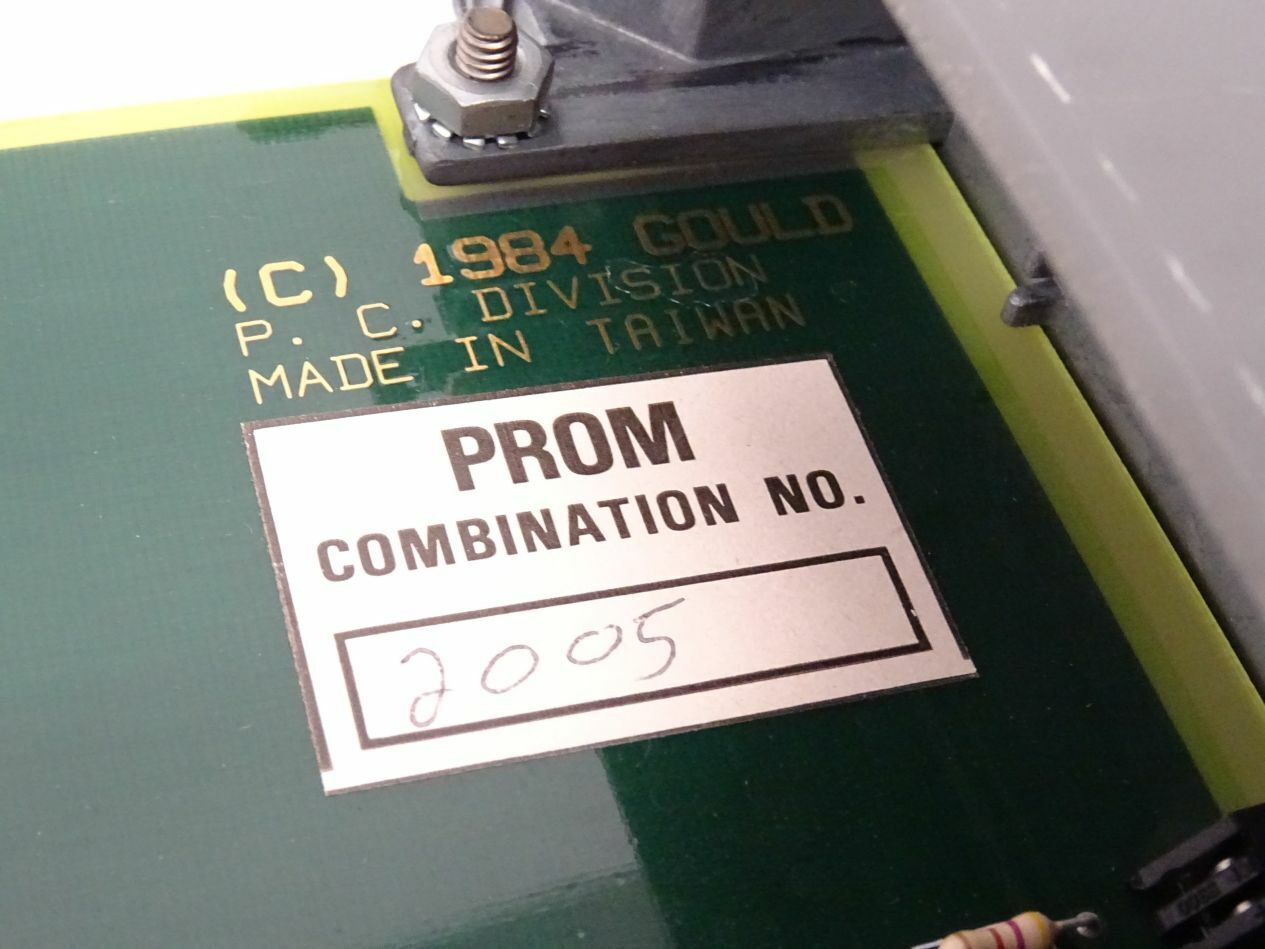 (C) 1984 GOULD
P. C. DIVISION
MADE IN TAIWAN
PROM
COMBINATION NO.
2005